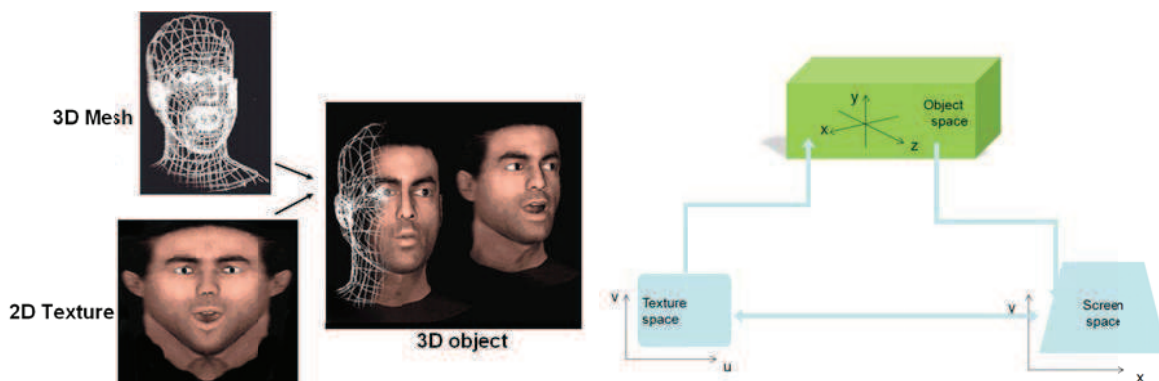 3D Mesh
2D Texture
3D object
y
x
z
Object
space
v
Texture
space
u
y
Screen
space
x